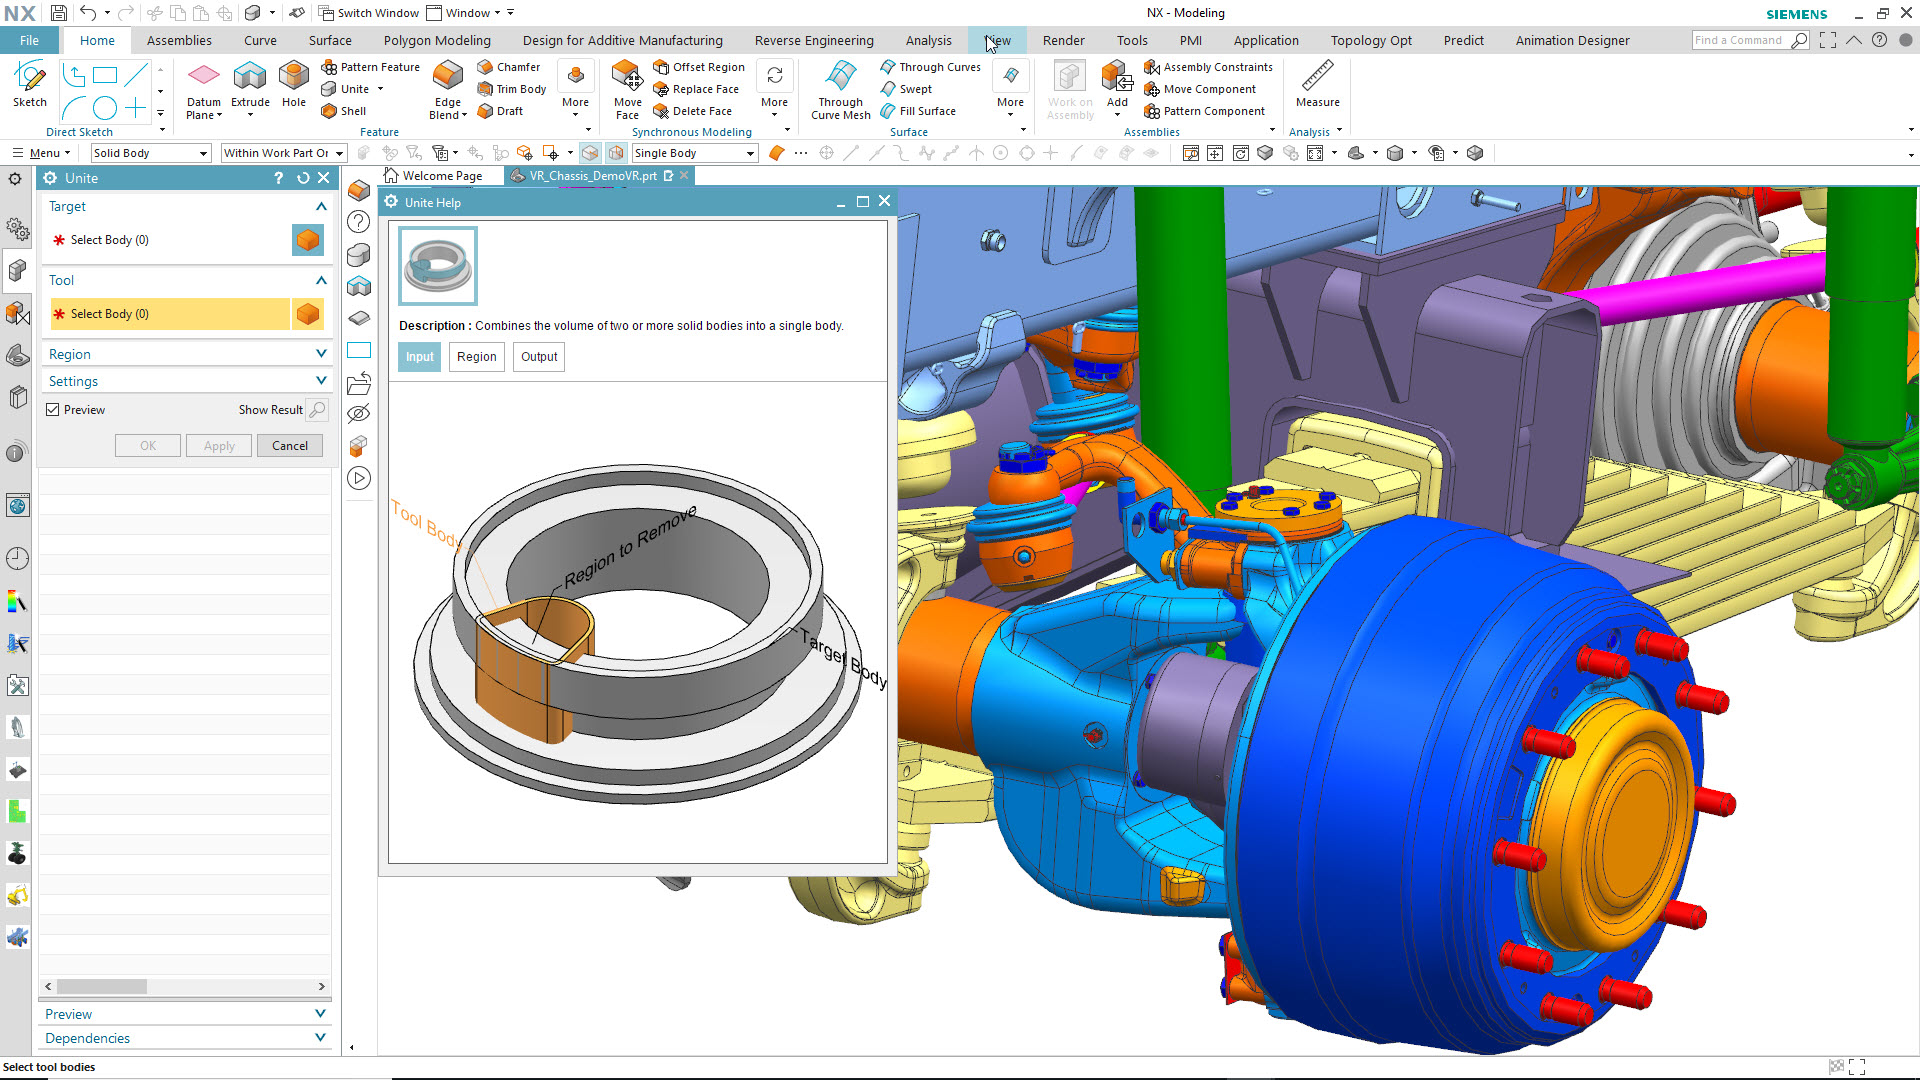 NX
Switch Window
Window
NX - Modeling
SIEMENS
File
Home
Assemblies
Curve
Surface
Polygon Modeling
Design for Additive Manufacturing
Reverse Engineering
Analysis
View
Render
Tools
PMI
Application
Topology Opt
Predict
Animation Designer
Find a Command
Sketch
Direct Sketch
Datum
Plane
Extrude
Hole
Pattern Feature
Unite
Shell
Edge
Blend
Chamfer
Trim Body
Draft
More
Feature
Move
Face
Offset Region
Replace Face
Delete Face
More
Synchronous Modeling
Through
Curve Mesh
Through Curves
Swept
Fill Surface
More
Surface
Work on
Assembly
Add
Assembly Constraints
Move Component
Pattern Component
Assemblies
Measure
Analysis
Menu
Solid Body
Within Work Part Or
Single Body
Unite
?
Welcome Page
VR_Chassis_DemoVR.prt
Target
* Select Body (0)
Tool
* Select Body (0)
Region
Settings
Preview
Show Result
OK
Apply
Cancel
Unite Help
Description : Combines the volume of two or more solid bodies into a single body.
Input
Region
Output
Tool Body
Region to Remove
Target Body
Preview
Dependencies
Select tool bodies